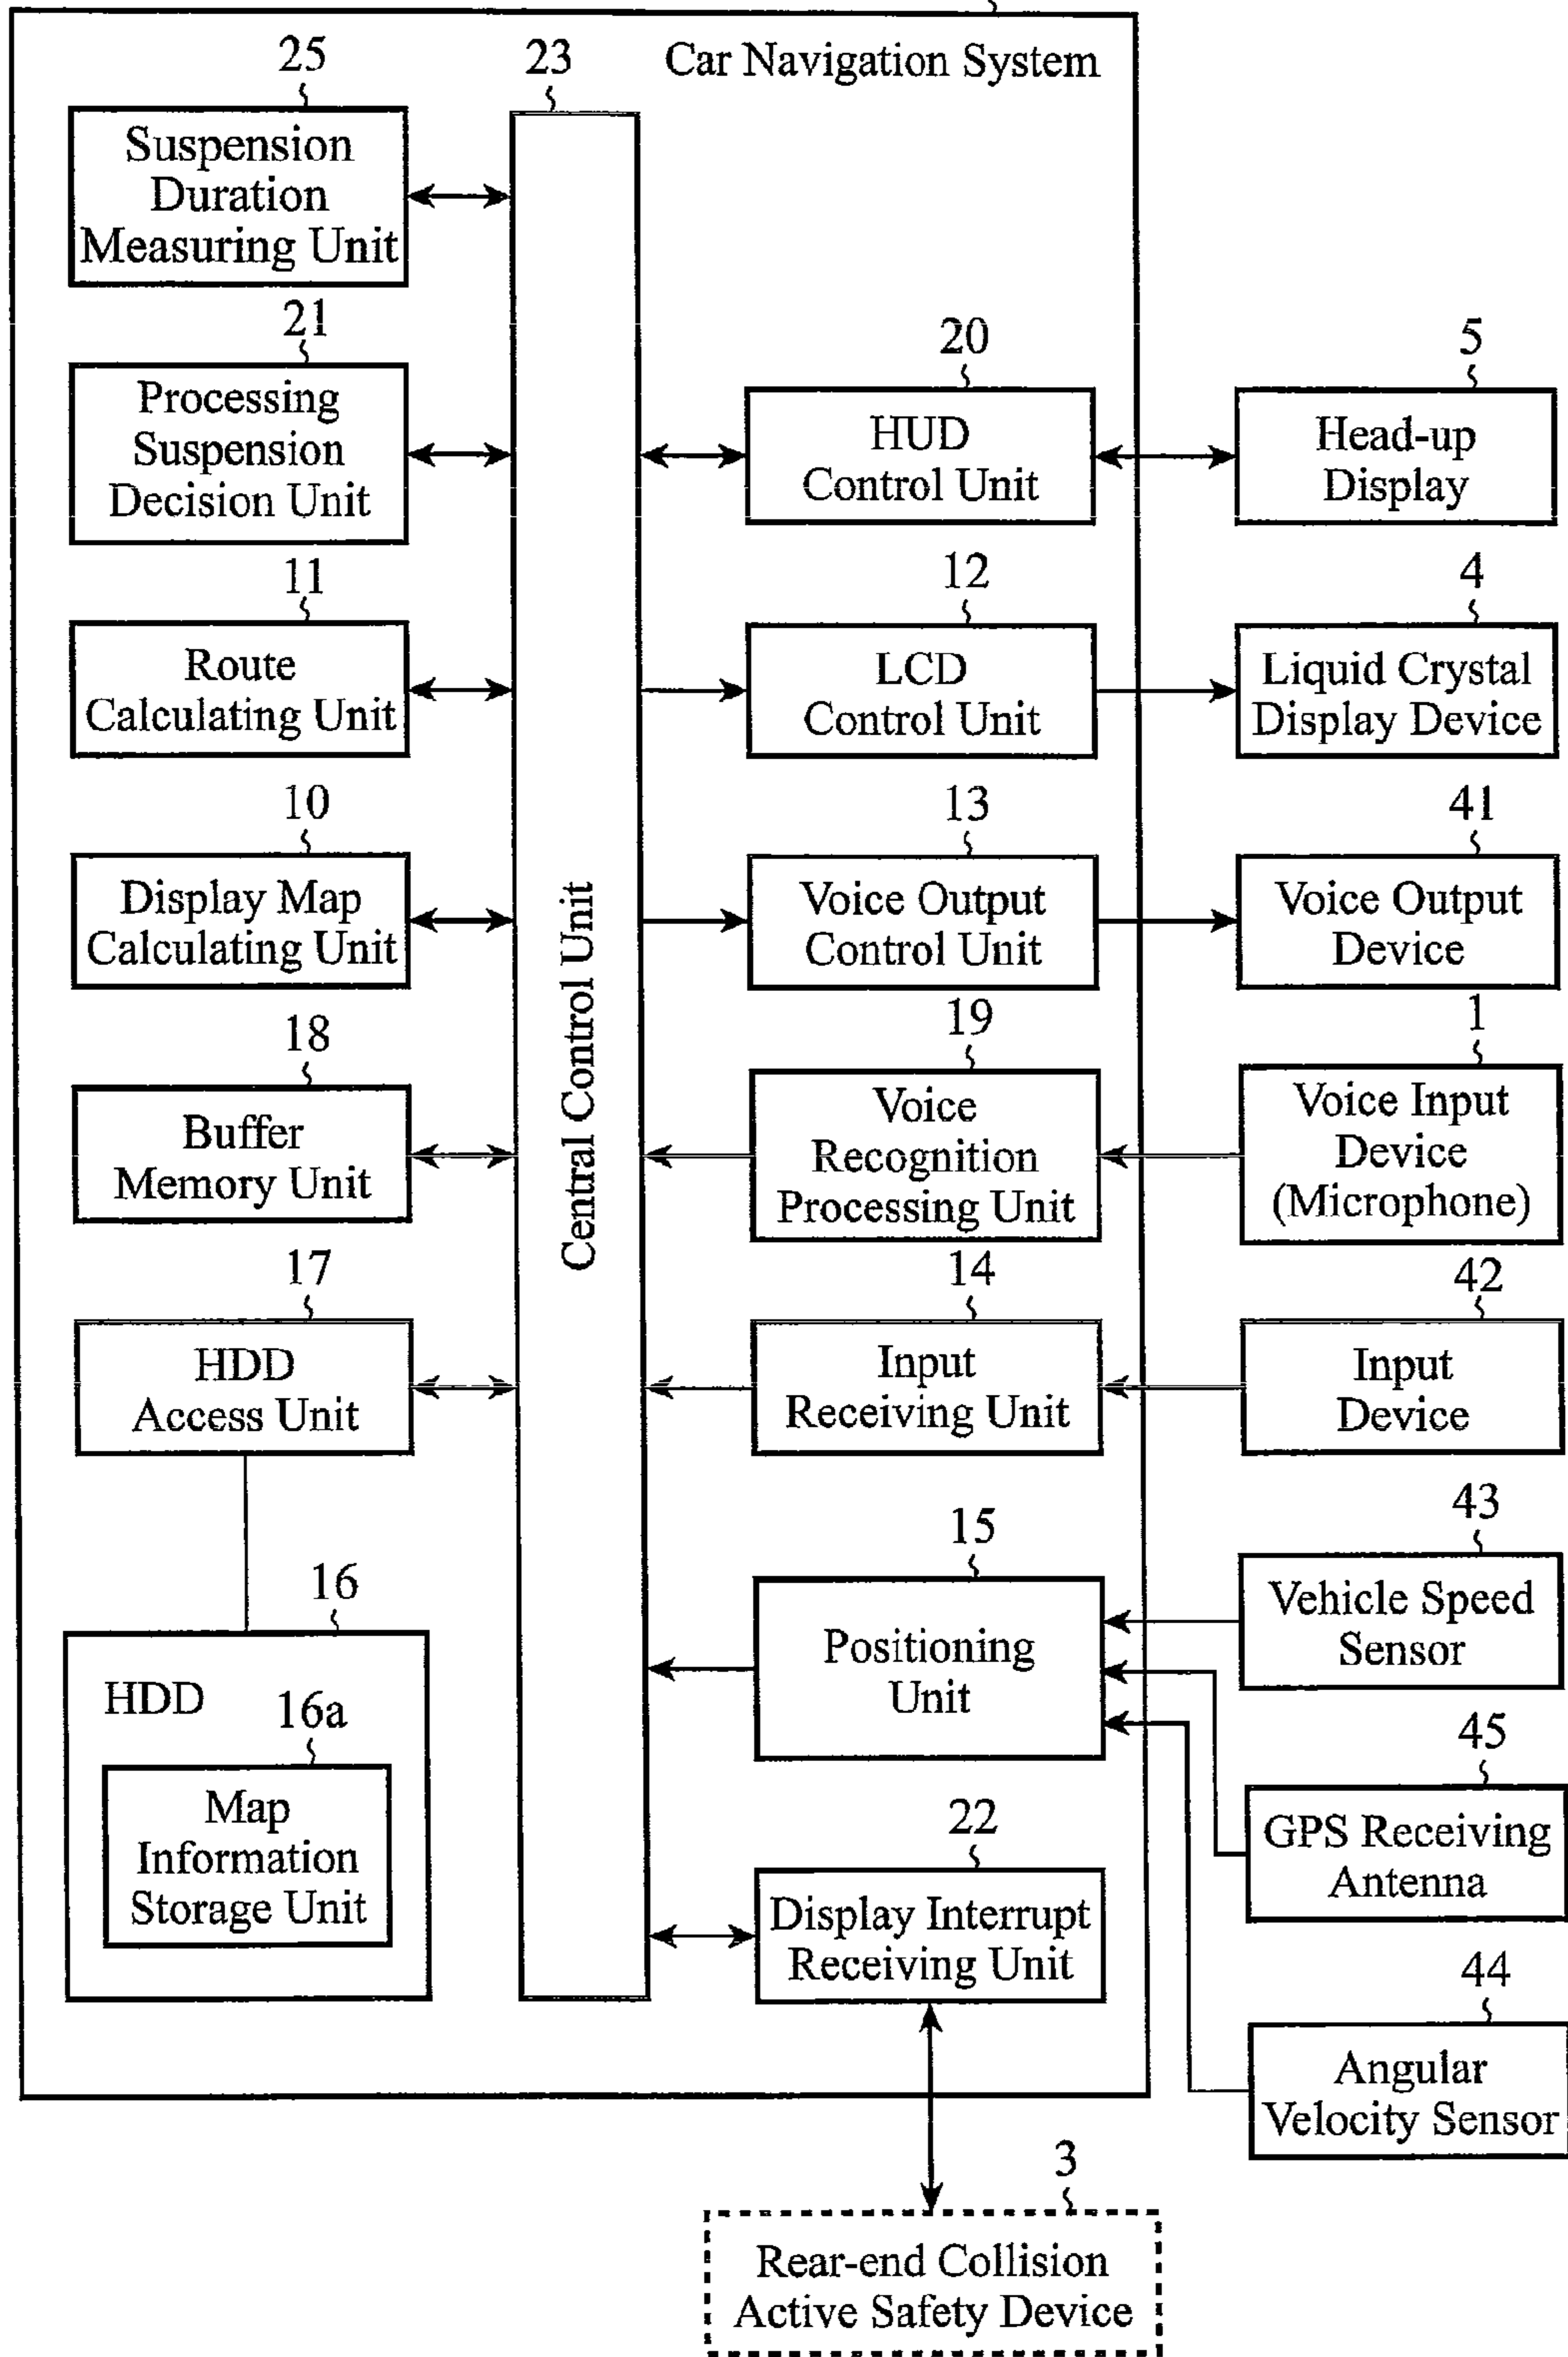 Car Navigation System
25
Suspension
Duration
Measuring Unit
21
Processing
Suspension
Decision Unit
11
Route
Calculating Unit
10
Display Map
Calculating Unit
18
Buffer
Memory Unit
17
HDD
Access Unit
16
HDD
16a
Map
Information
Storage Unit
23
Central Control Unit
20
HUD
Control Unit
12
LCD
Control Unit
13
Voice Output
Control Unit
19
Voice
Recognition
Processing Unit
14
Input
Receiving Unit
15
Positioning
Unit
22
Display Interrupt
Receiving Unit
5
Head-up
Display
4
Liquid Crystal
Display Device
41
Voice Output
Device
1
Voice Input
Device
(Microphone)
42
Input
Device
43
Vehicle Speed
Sensor
45
GPS Receiving
Antenna
44
Angular
Velocity Sensor
3
Rear-end Collision
Active Safety Device